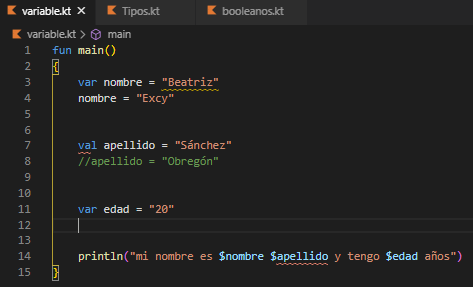 variable.kt Tipos.kt booleanos.kt
variable.kt > main
1 fun main()
2 {
3 var nombre = "Beatriz"
4 nombre = "Excy"
5
6
7 val apellido = "Sánchez"
8 //apellido = "Obregón"
9
10
11 var edad = "20"
12
13
14 println("mi nombre es $nombre $apellido y tengo $edad años")
15 }